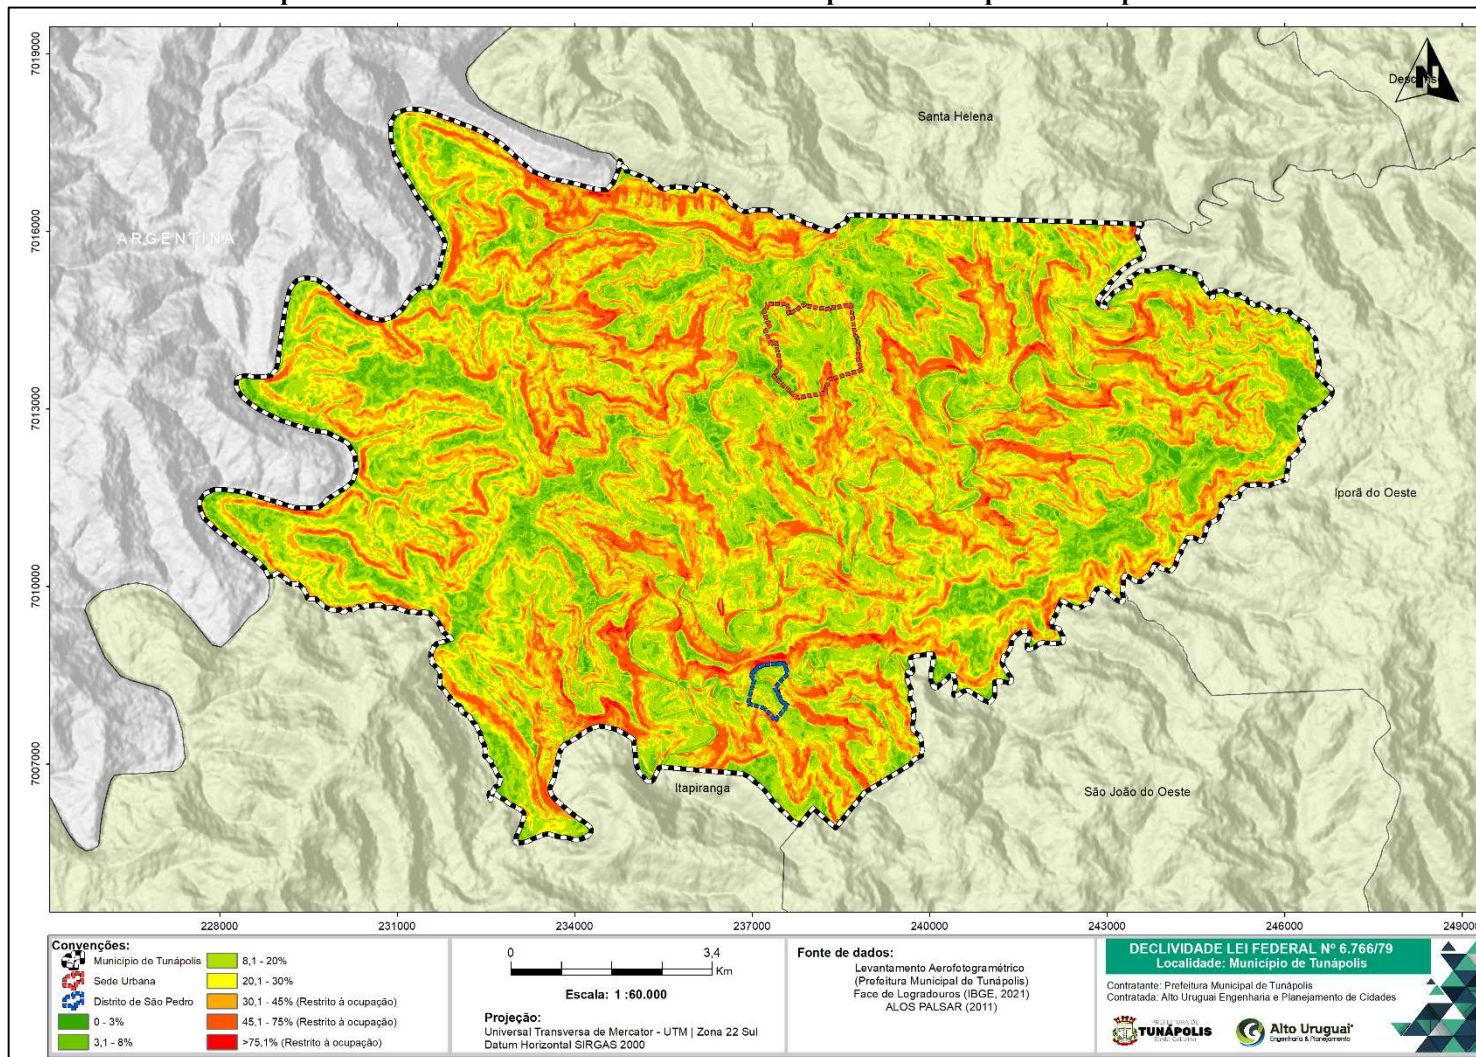 7019000
7016000
7013000
7010000
7007000
Santa Helena
N
ARGENTINA
Iporã do Oeste
Itapiranga
São João do Oeste
228000
231000
234000
237000
240000
243000
246000
249000
Convenções:
Município de Tunápolis
Sede Urbana
Distrito de São Pedro
0 - 3%
3,1 - 8%
8,1 - 20%
20,1 - 30%
30,1 - 45% (Restrito à ocupação)
45,1 - 75% (Restrito à ocupação)
>75,1% (Restrito à ocupação)
0
3,4
Km
Escala: 1 :60.000
Projeção:
Universal Transversa de Mercator - UTM | Zona 22 Sul
Datum Horizontal SIRGAS 2000
Fonte de dados:
Levantamento Aerofotogramétrico
(Prefeitura Municipal de Tunápolis)
Face de Logradouros (IBGE, 2021)
ALOS PALSAR (2011)
DECLIVIDADE LEI FEDERAL Nº 6.766/79
Localidade: Município de Tunápolis
Contratante: Prefeitura Municipal de Tunápolis
Contratada: Alto Uruguai Engenharia e Planejamento de Cidades
PREFEITURA DE
TUNÁPOLIS
Santa Catarina
Alto Uruguai
Engenharia & Planejamento